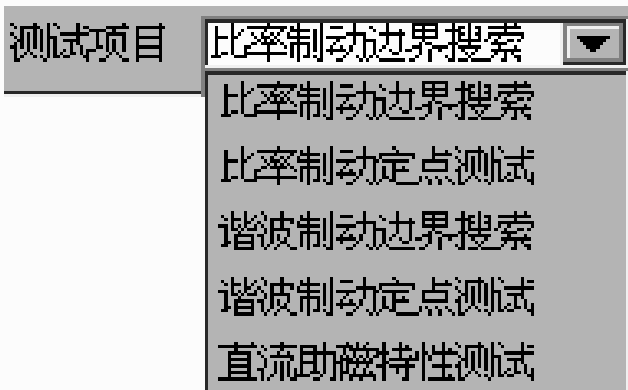 测试项目 比率制动边界搜索
比率制动边界搜索
比率制动定点测试
谐波制动边界搜索
谐波制动定点测试
直流助磁特性测试